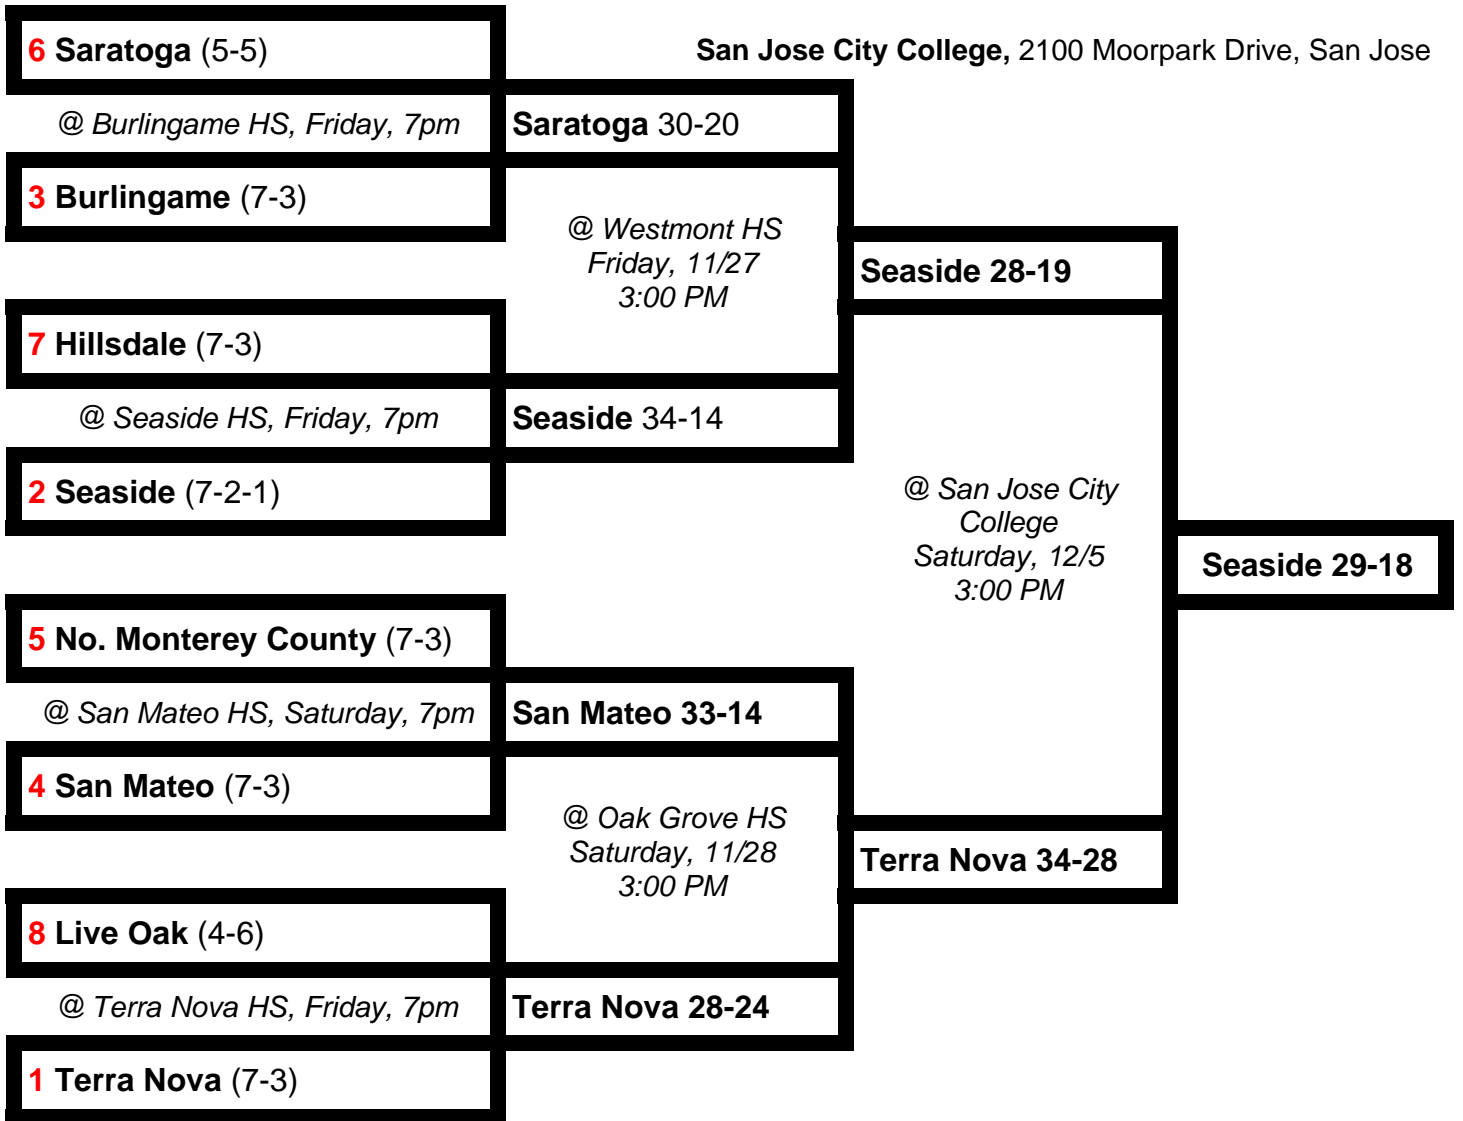 6 Saratoga (5-5)
San Jose City College, 2100 Moorpark Drive, San Jose
@ Burlingame HS, Friday, 7pm
Saratoga 30-20
3 Burlingame (7-3)
@ Westmont HS
Friday, 11/27
3:00 PM
Seaside 28-19
7 Hillsdale (7-3)
@ Seaside HS, Friday, 7pm
Seaside 34-14
2 Seaside (7-2-1)
@ San Jose City
College
Saturday, 12/5
3:00 PM
Seaside 29-18
5 No. Monterey County (7-3)
@ San Mateo HS, Saturday, 7pm
San Mateo 33-14
4 San Mateo (7-3)
@ Oak Grove HS
Saturday, 11/28
3:00 PM
Terra Nova 34-28
8 Live Oak (4-6)
@ Terra Nova HS, Friday, 7pm
Terra Nova 28-24
1 Terra Nova (7-3)